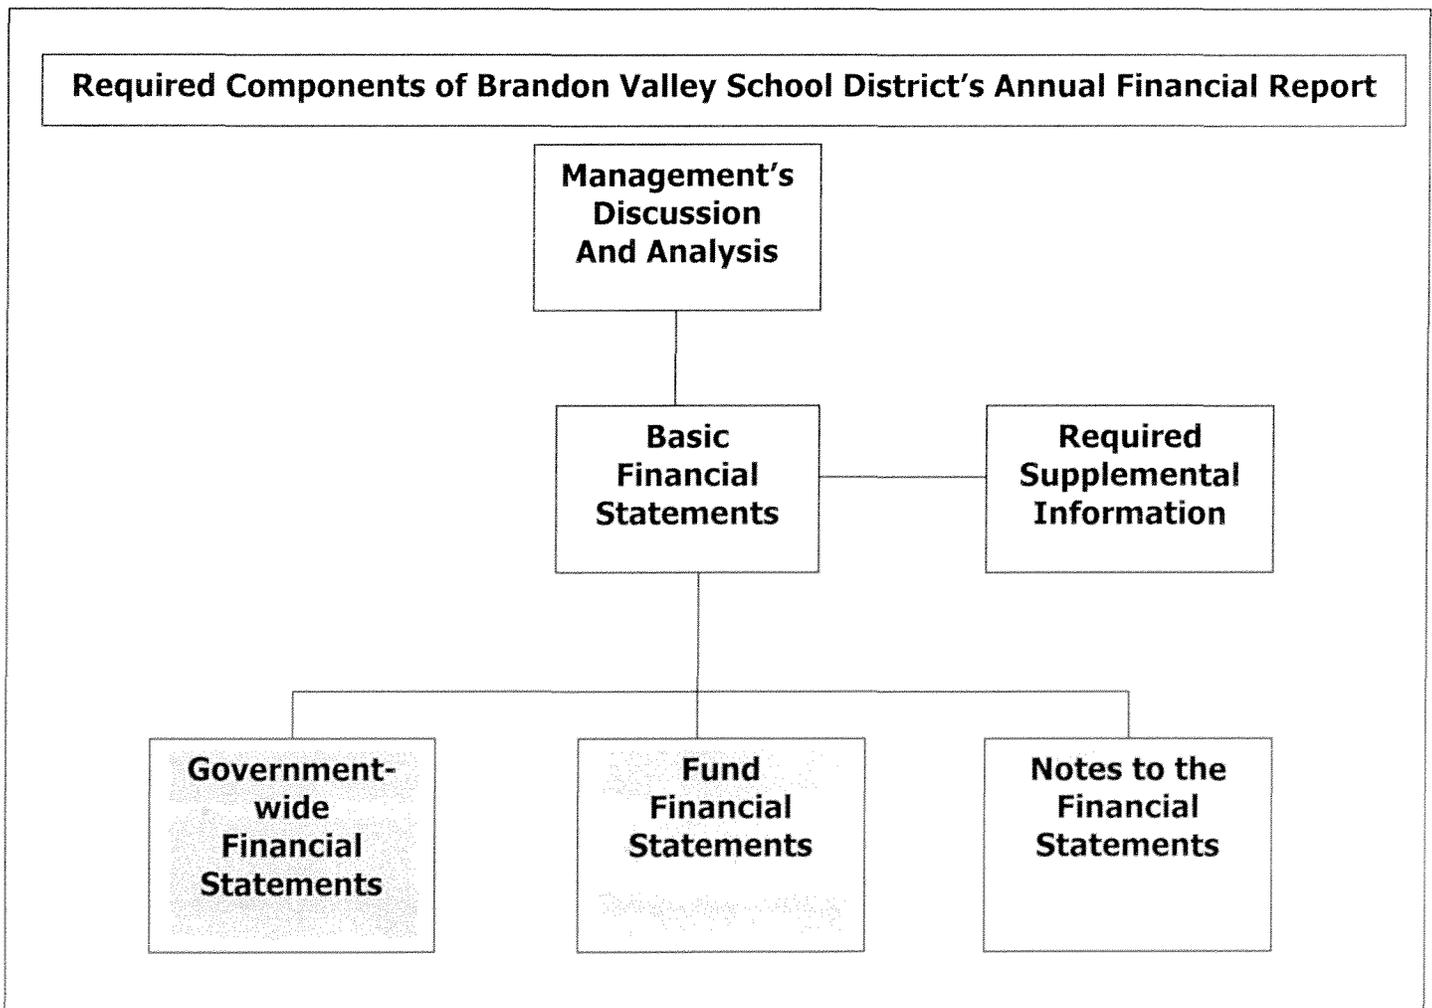 Required Components of Brandon Valley School District's Annual Financial Report
Management's
Discussion
And Analysis
Basic
Financial
Statements
Required
Supplemental
Information
Government-
wide
Financial
Statements
Fund
Financial
Statements
Notes to the
Financial
Statements